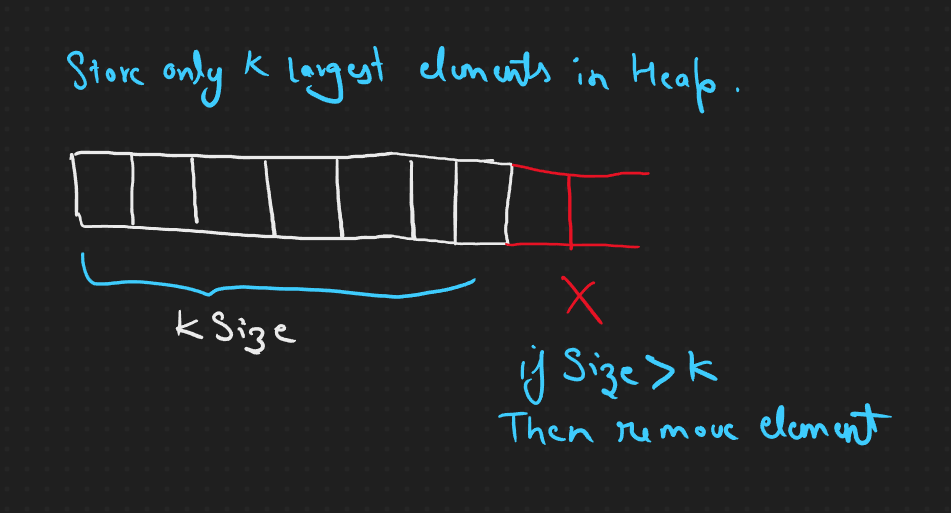 Store only K largest elements in Heap.
K Size
X
if Size > K
Then remove element